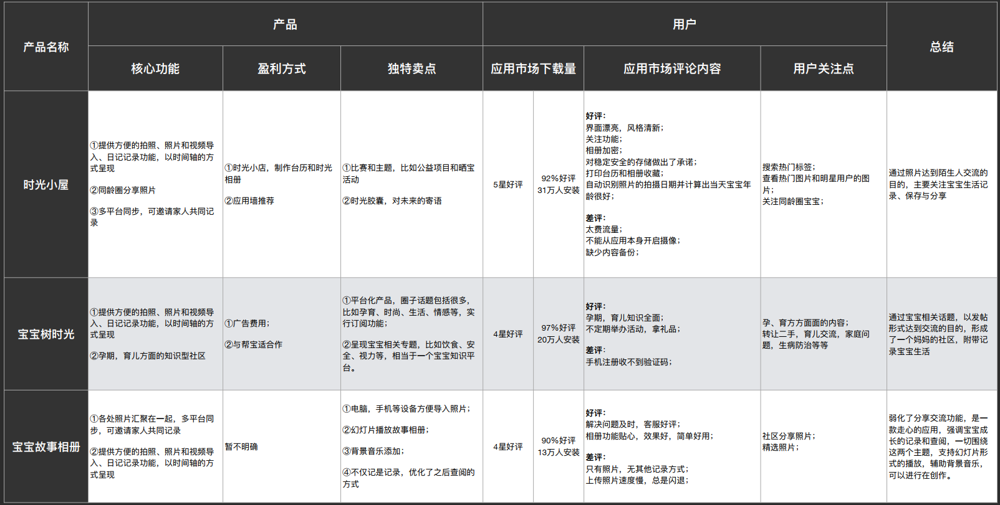 产品名称
产品
用户
总结
核心功能
盈利方式
独特卖点
应用市场下载量
应用市场评论内容
用户关注点
时光小屋
①提供方便的拍照、照片和视频导
入、日记记录功能，以时间轴的方
式呈现
②同龄圈分享照片
③多平台同步，可邀请家人共同记
录
①时光小店，制作台历和时光
相册
②应用墙推荐
①比赛和主题，比如公益项目和晒宝
活动
②时光胶囊，对未来的寄语
5星好评
92%好评
31万人安装
好评：
界面漂亮，风格清新；
关注功能；
相册加密；
对稳定安全的存储做出了承诺；
打印台历和相册收藏；
自动识别照片的拍摄日期并计算出当天宝宝年
龄很好；
差评：
太费流量；
不能从应用本身开启摄像；
缺少内容备份；
搜索热门标签；
查看热门图片和明星用户的图
片；
关注同龄圈宝宝；
通过照片达到陌生人交流的
目的，主要关注宝宝生活记
录、保存与分享
宝宝树时光
①提供方便的拍照、照片和视频导
入、日记记录功能，以时间轴的方
式呈现
②孕期，育儿方面的知识型社区
①广告费用；
②与帮宝适合作
①平台化产品，圈子话题包括很多，
比如孕育、时尚、生活、情感等，实
行订阅功能；
②呈现宝宝相关专题，比如饮食、安
全、视力等，相当于一个宝宝知识平
台。
4星好评
97%好评
20万人安装
好评：
孕期，育儿知识全面；
不定期举办活动，拿礼品；
差评：
手机注册收不到验证码；
孕、育方方面面的内容；
转让二手，育儿交流，家庭问
题，生病防治等等
通过宝宝相关话题，以发帖
形式达到交流的目的，形成
了一个妈妈的社区，附带记
录宝宝生活
宝宝故事相册
①各处照片汇聚在一起，多平台同
步，可邀请家人共同记录
②提供方便的拍照、照片和视频导
入、日记记录功能，以时间轴的方
式呈现
暂不明确
①电脑，手机等设备方便导入照片；
②幻灯片播放故事相册；
③背景音乐添加；
④不仅记是记录，优化了之后查阅的
方式
4星好评
90%好评
13万人安装
好评：
解决问题及时，客服好评；
相册功能贴心，效果好，简单好用；
差评：
只有照片，无其他记录方式；
上传照片速度慢，总是闪退；
社区分享照片；
精选照片；
弱化了分享交流功能，是一
款走心的应用，强调宝宝成
长的记录和查阅，一切围绕
这两个主题，支持幻灯片形
式的播放，辅助背景音乐，
可以进行在创作。